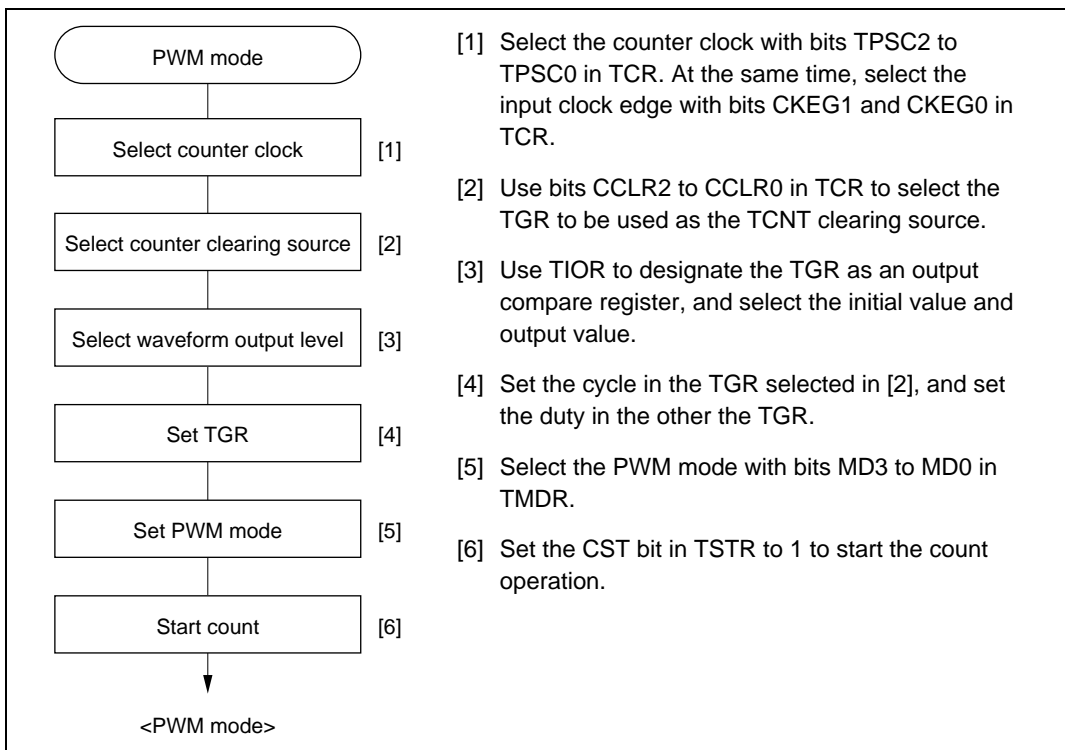 PWM mode
Select counter clock [1]
Select counter clearing source [2]
Select waveform output level [3]
Set TGR [4]
Set PWM mode [5]
Start count [6]
<PWM mode>
[1] Select the counter clock with bits TPSC2 to
TPSC0 in TCR. At the same time, select the
input clock edge with bits CKEG1 and CKEG0 in
TCR.
[2] Use bits CCLR2 to CCLR0 in TCR to select the
TGR to be used as the TCNT clearing source.
[3] Use TIOR to designate the TGR as an output
compare register, and select the initial value and
output value.
[4] Set the cycle in the TGR selected in [2], and set
the duty in the other the TGR.
[5] Select the PWM mode with bits MD3 to MD0 in
TMDR.
[6] Set the CST bit in TSTR to 1 to start the count
operation.